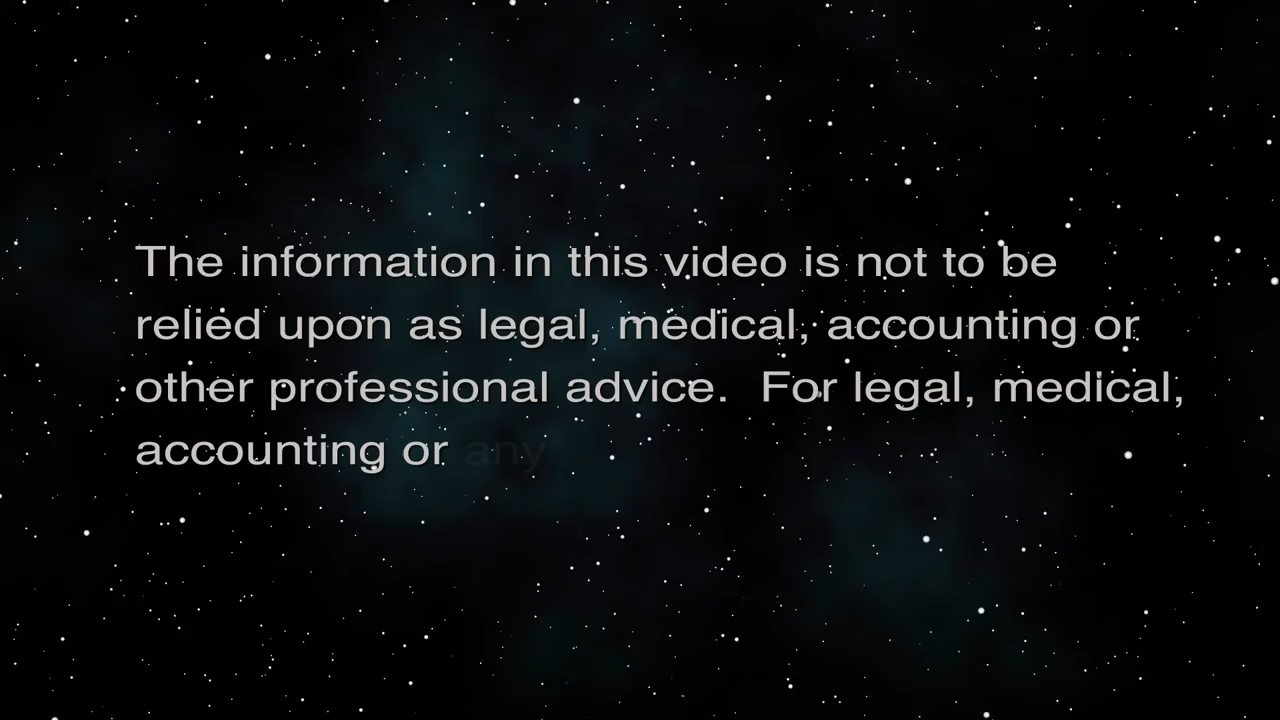 The information in this video is not to be
relied upon as legal, medical, accounting or
other professional advice.  For legal, medical,
accounting or any